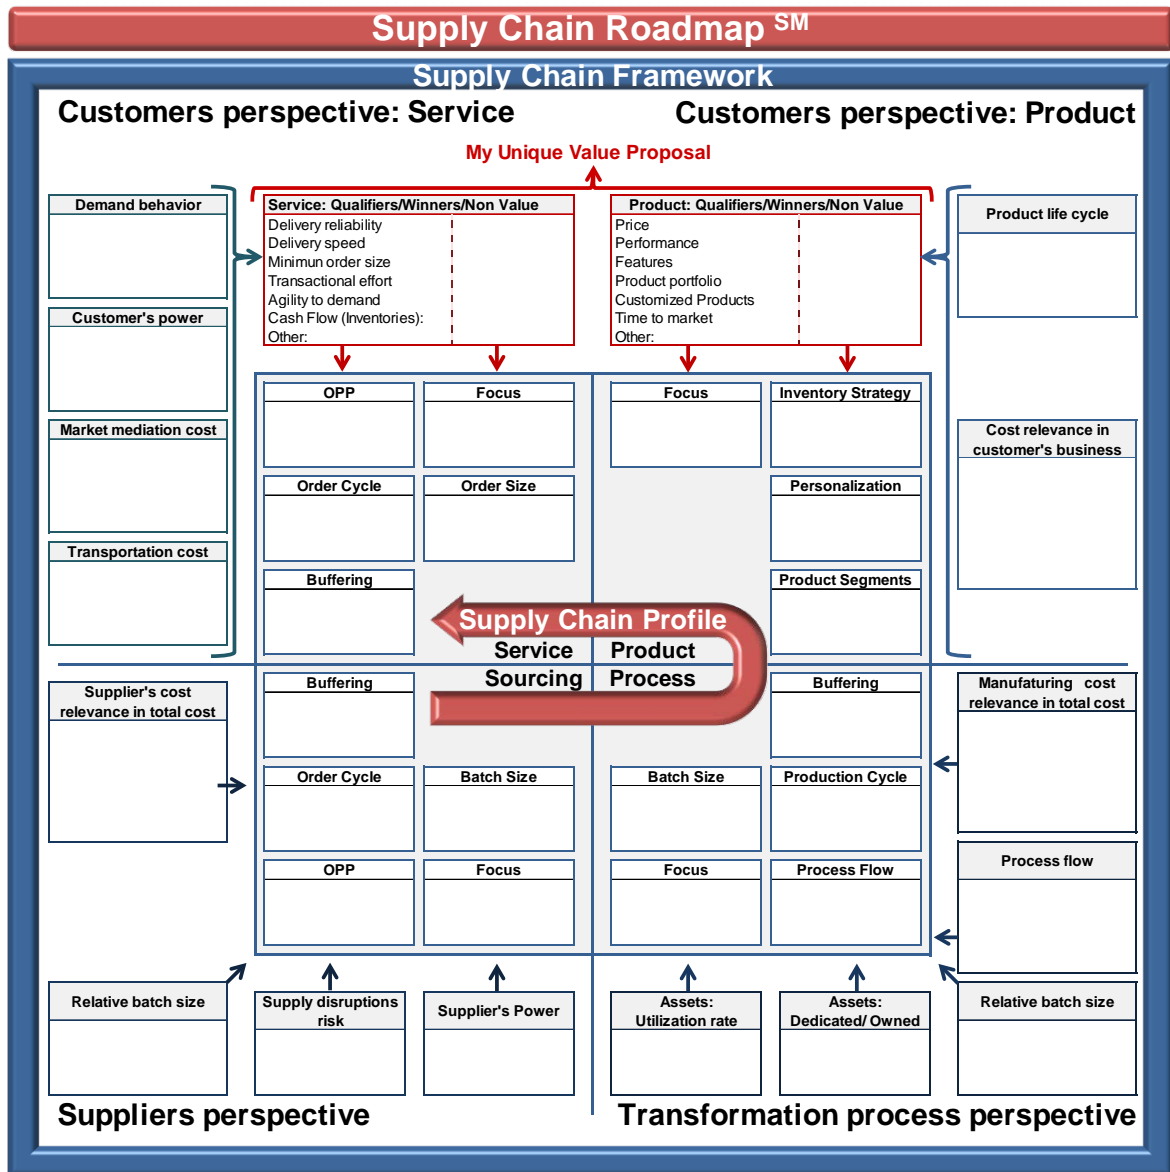 Supply Chain Roadmap SM
Supply Chain Framework
Customers perspective: Service
Customers perspective: Product
My Unique Value Proposal
Demand behavior
Customer's power
Market mediation cost
Transportation cost
Service: Qualifiers/Winners/Non Value
Delivery reliability
Delivery speed
Minimun order size
Transactional effort
Agility to demand
Cash Flow (Inventories):
Other:
Product: Qualifiers/Winners/Non Value
Price
Performance
Features
Product portfolio
Customized Products
Time to market
Other:
Product life cycle
Cost relevance in
customer's business
OPP
Focus
Focus
Inventory Strategy
Order Cycle
Order Size
Personalization
Buffering
Product Segments
Supply Chain Profile
Service
Product
Sourcing
Process
Supplier's cost
relevance in total cost
Buffering
Buffering
Manufaturing cost
relevance in total cost
Order Cycle
Batch Size
Batch Size
Production Cycle
OPP
Focus
Focus
Process Flow
Process flow
Relative batch size
Supply disruptions
risk
Supplier's Power
Assets:
Utilization rate
Assets:
Dedicated/ Owned
Relative batch size
Suppliers perspective
Transformation process perspective